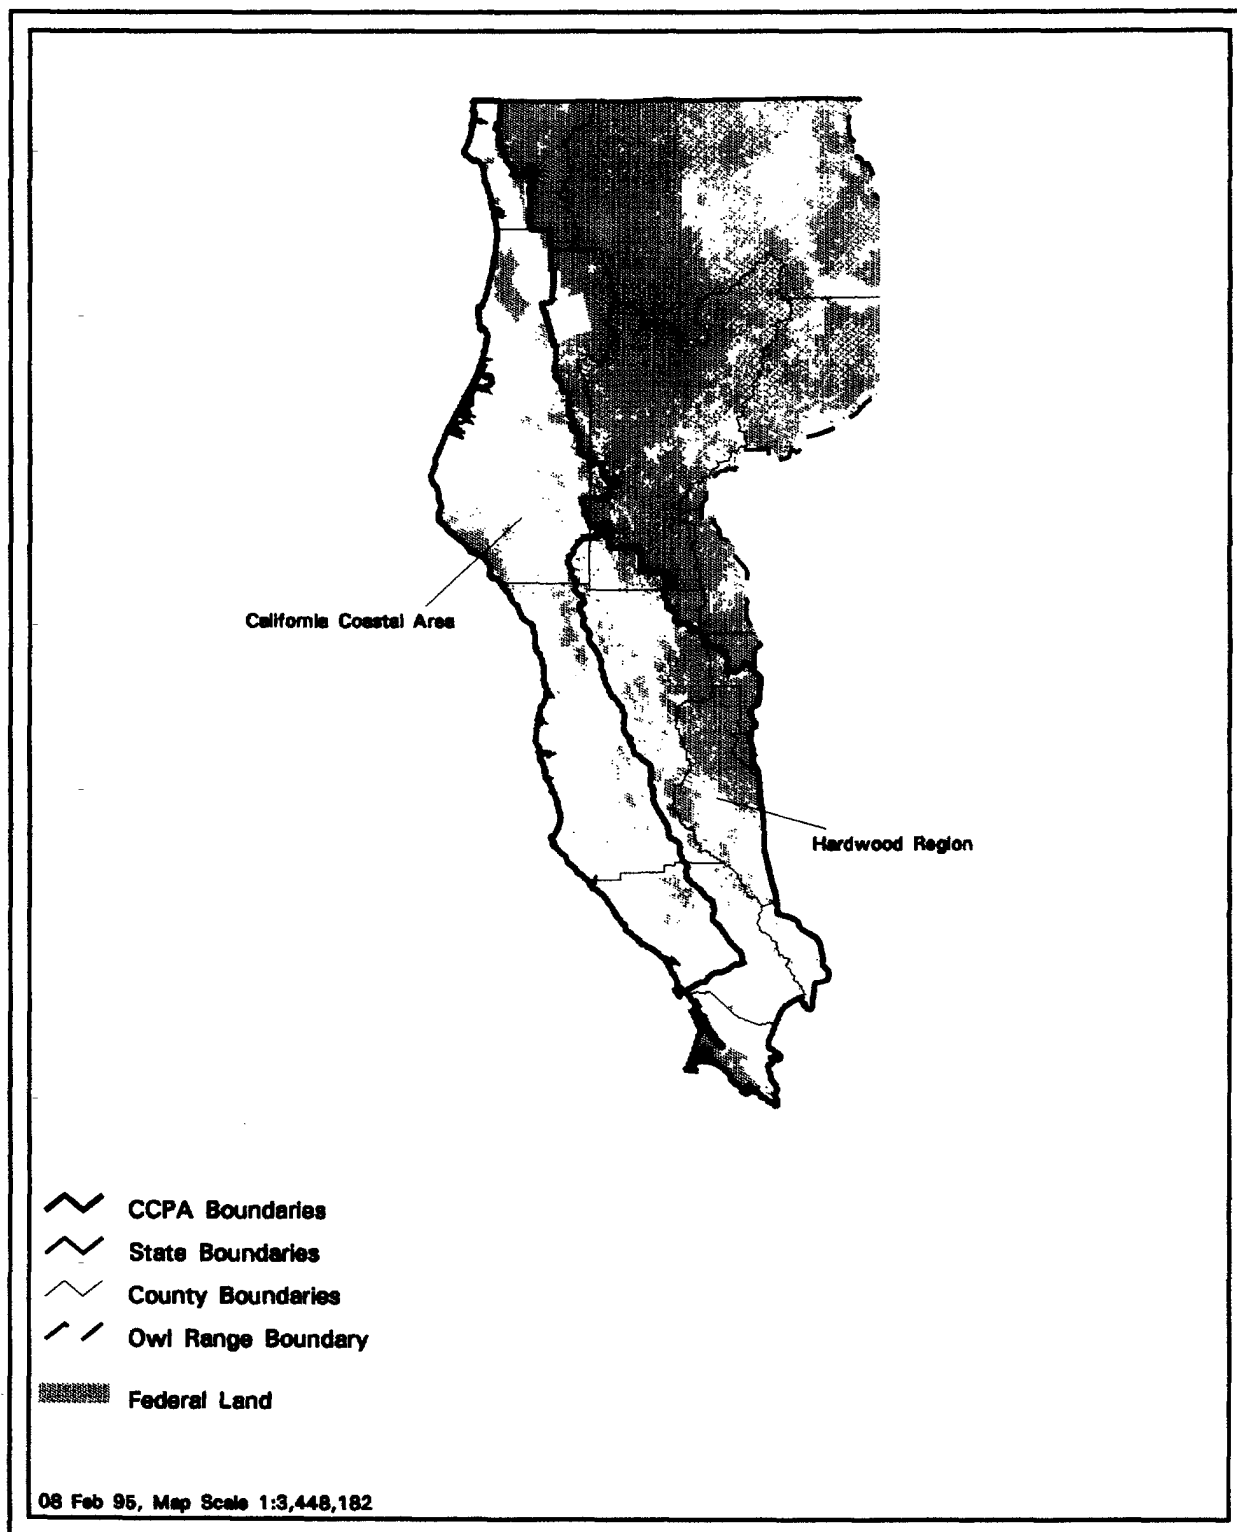 California Coastal Area
Hardwood Region
CCPA Boundaries
State Boundaries
County Boundaries
Owl Range Boundary
Federal Land
08 Feb 95, Map Scale 1:3,448,182